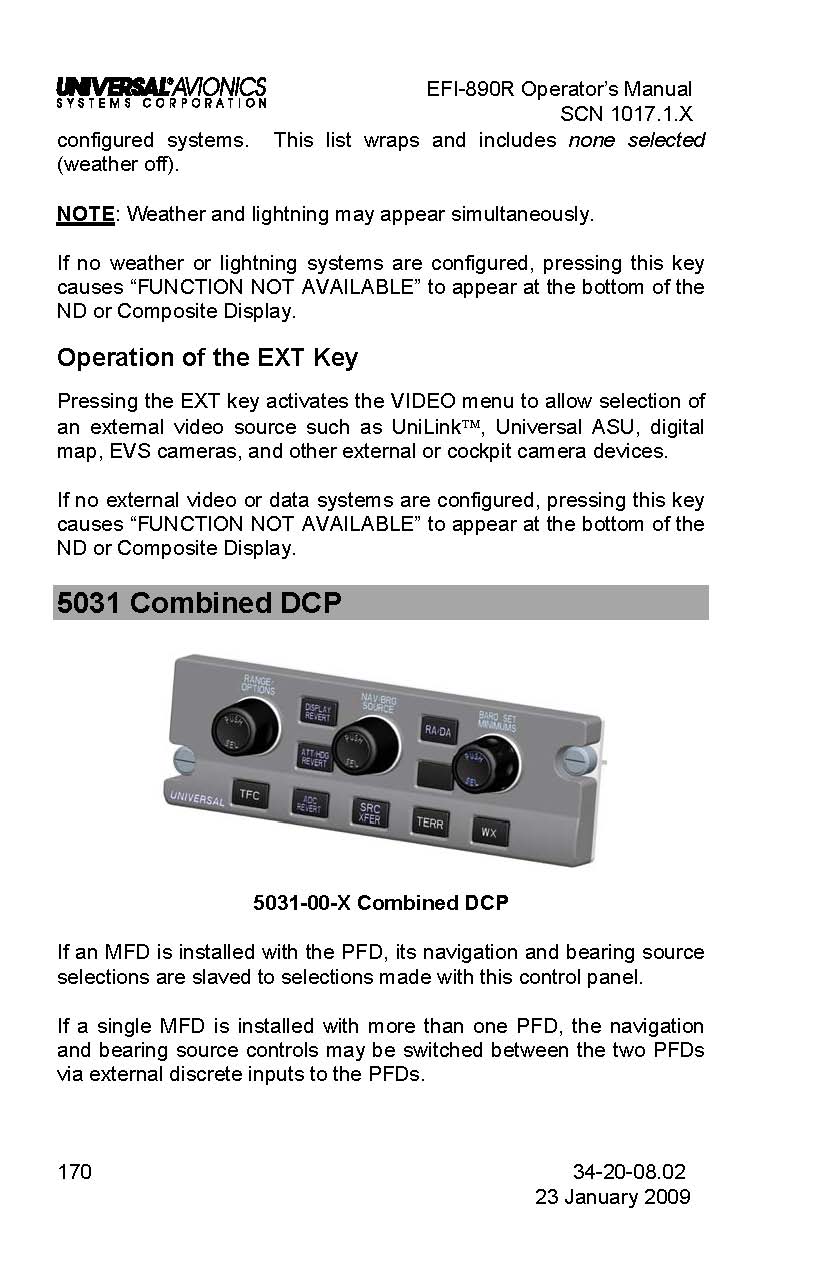 UNIVERSAL® AVIONICS
SYSTEMS CORPORATION
EFI-890R Operator’s Manual
SCN 1017.1.X
configured systems. This list wraps and includes none selected
(weather off).
NOTE: Weather and lightning may appear simultaneously.
If no weather or lightning systems are configured, pressing this key
causes “FUNCTION NOT AVAILABLE” to appear at the bottom of the
ND or Composite Display.
Operation of the EXT Key
Pressing the EXT key activates the VIDEO menu to allow selection of
an external video source such as UniLink™, Universal ASU, digital
map, EVS cameras, and other external or cockpit camera devices.
If no external video or data systems are configured, pressing this key
causes “FUNCTION NOT AVAILABLE” to appear at the bottom of the
ND or Composite Display.
5031 Combined DCP
RANGE-
OPTIONS
NAV-BRG
SOURCE
BARO SET
MINIMUMS
DISPLAY
REVERT
RA/DA
PUSH
SEL
PUSH
SEL
PUSH
SEL
ATT/HDG
REVERT
UNIVERSAL
TFC
ADC
REVERT
SRC
XFER
TERR
WX
5031-00-X Combined DCP
If an MFD is installed with the PFD, its navigation and bearing source
selections are slaved to selections made with this control panel.
If a single MFD is installed with more than one PFD, the navigation
and bearing source controls may be switched between the two PFDs
via external discrete inputs to the PFDs.
170
34-20-08.02
23 January 2009